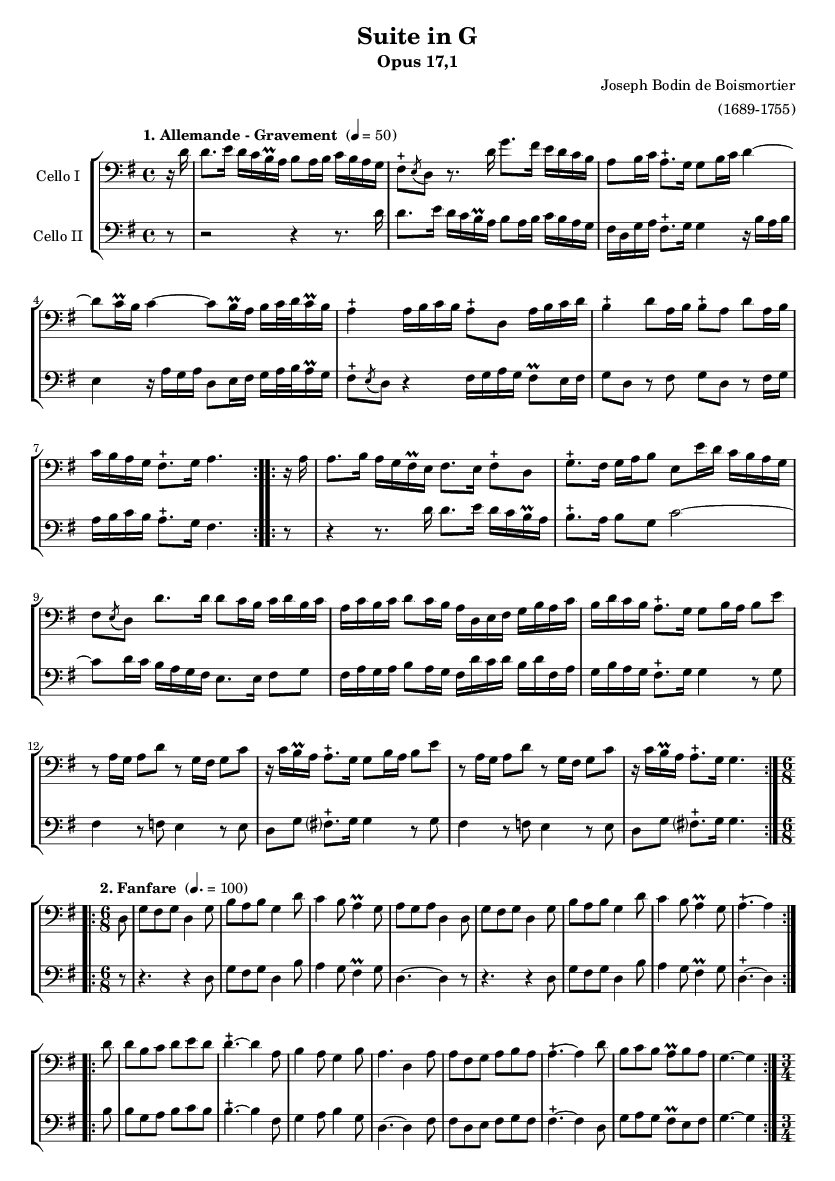 Suite in G
Opus 17,1
Joseph Bodin de Boismortier
(1689-1755)
1. Allemande - Gravement (♩ = 50)
Cello I
Cello II
4
7
9
12
2. Fanfare (♩. = 100)